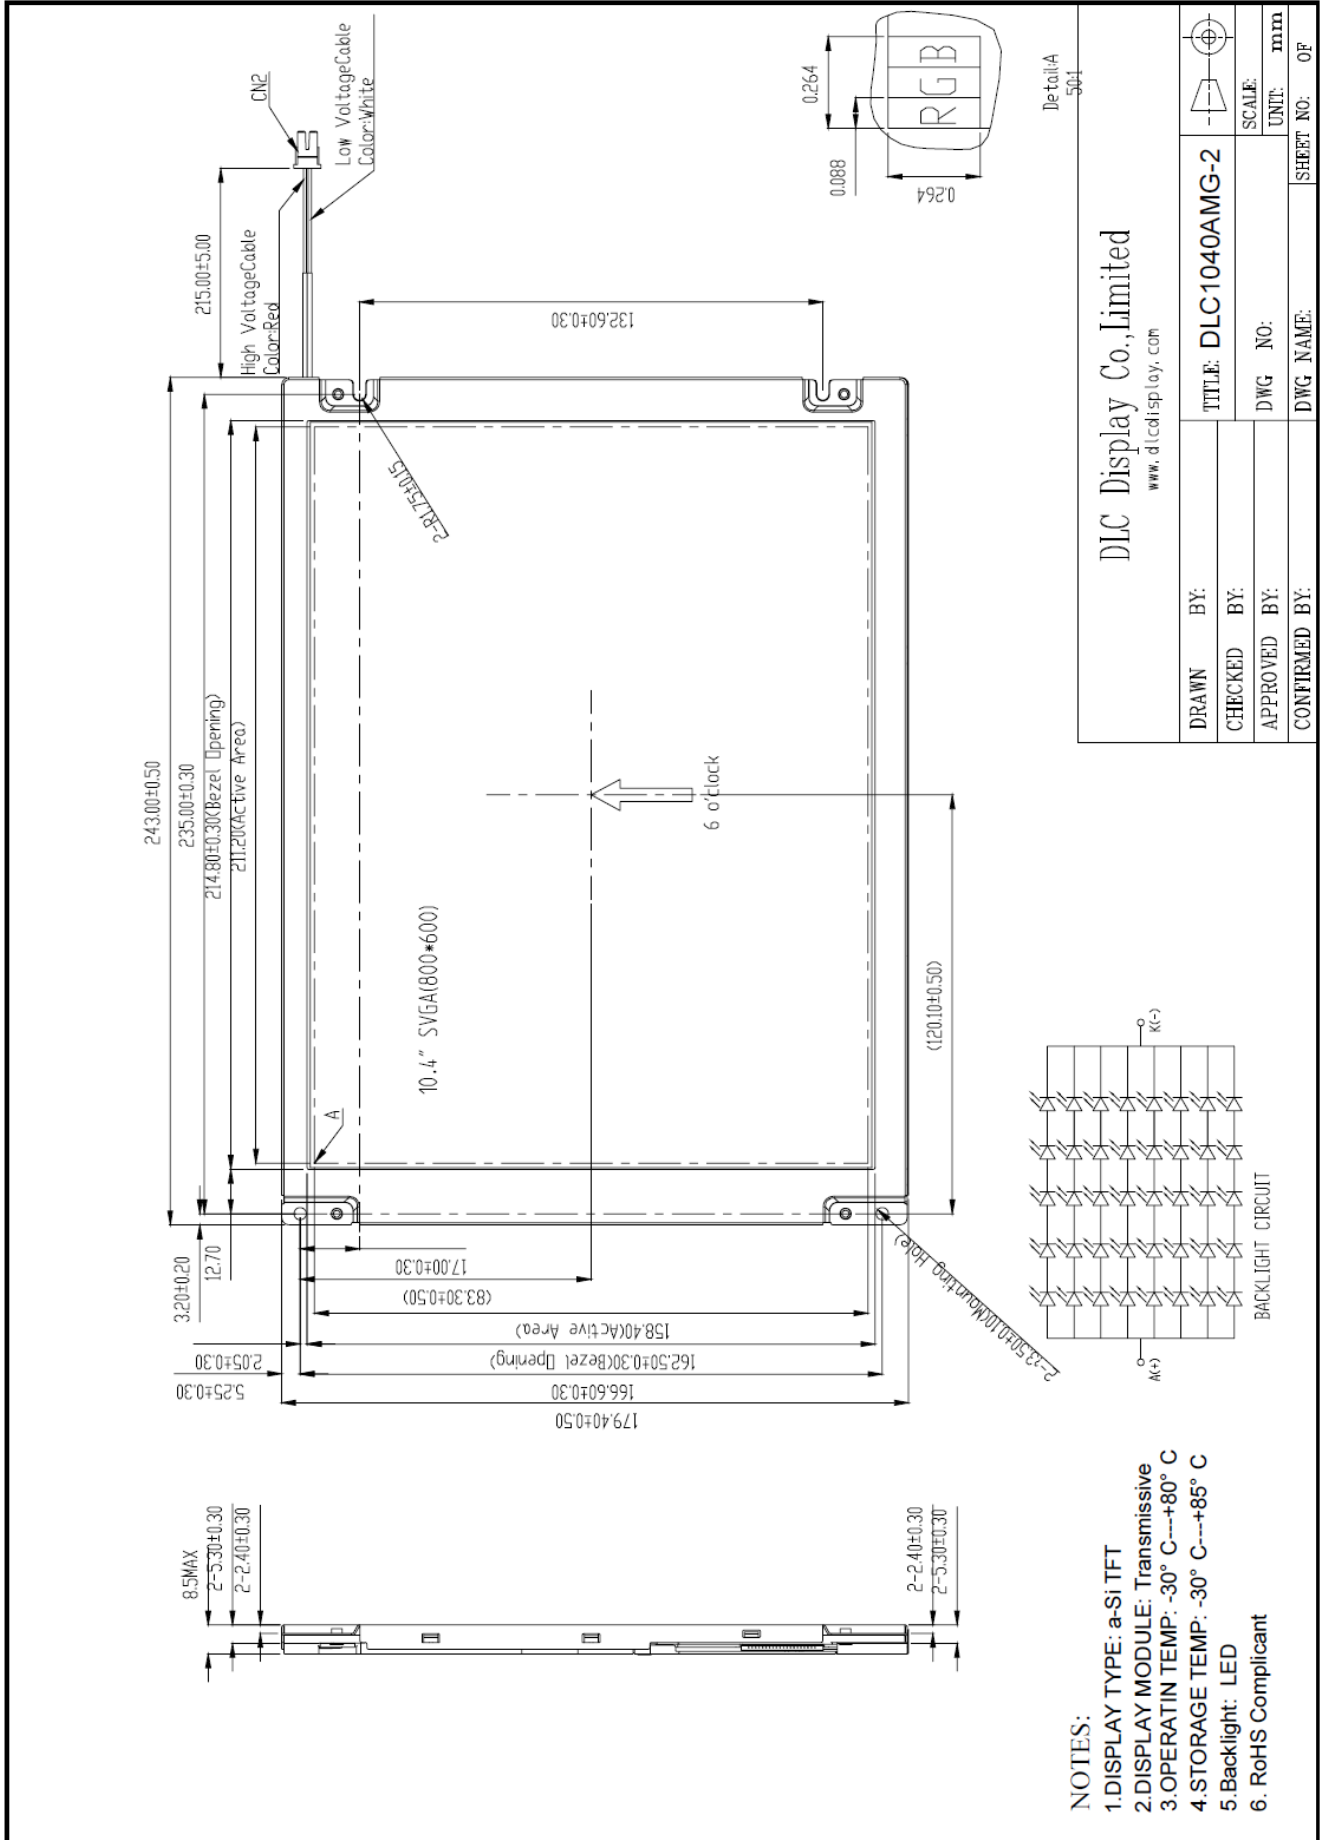 243.00±0.50
235.00±0.30
214.80±0.30(Bezel Opening)
211.20(Active Area)
215.00±5.00
CN2
High VoltageCable
Color:Red
Low VoltageCable
Color:White
3.20±0.20
12.70
2.05±0.30
5.25±0.30
17.00±0.30
(83.30±0.50)
158.40(Active Area)
162.50±0.30(Bezel Opening)
166.60±0.30
179.40±0.50
132.60±0.30
2-R1.75±0.15
A
10.4" SVGA(800*600)
6 o'clock
(120.10±0.50)
0.264
0.088
RGB
0.264
Detail:A
50:1
8.5MAX
2-5.30±0.30
2-2.40±0.30
2-2.40±0.30
2-5.30±0.30
A(+)
K(-)
BACKLIGHT CIRCUIT
NOTES:
1.DISPLAY TYPE: a-Si TFT
2.DISPLAY MODULE: Transmissive
3.OPERATIN TEMP: -30° C---+80° C
4.STORAGE TEMP: -30° C---+85° C
5.Backlight: LED
6. RoHS Complicant
DLC Display Co.,Limited
www.dlcdisplay.com
DRAWN BY:
CHECKED BY:
APPROVED BY:
CONFIRMED BY:
TITLE: DLC1040AMG-2
DWG NO:
DWG NAME:
SCALE:
UNIT: mm
SHEET NO: OF